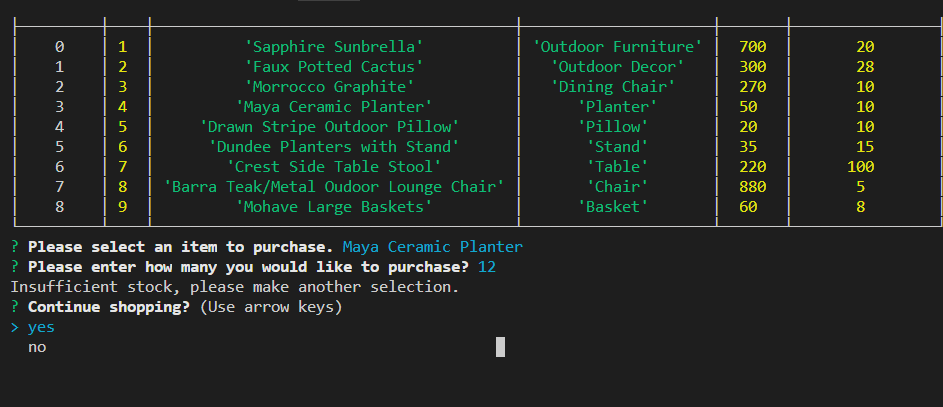 0 1 'Sapphire Sunbrella' 'Outdoor Furniture' 700 20
1 2 'Faux Potted Cactus' 'Outdoor Decor' 300 28
2 3 'Morrocco Graphite' 'Dining Chair' 270 10
3 4 'Maya Ceramic Planter' 'Planter' 50 10
4 5 'Drawn Stripe Outdoor Pillow' 'Pillow' 20 10
5 6 'Dundee Planters with Stand' 'Stand' 35 15
6 7 'Crest Side Table Stool' 'Table' 220 100
7 8 'Barra Teak/Metal Oudoor Lounge Chair' 'Chair' 880 5
8 9 'Mohave Large Baskets' 'Basket' 60 8
? Please select an item to purchase. Maya Ceramic Planter
? Please enter how many you would like to purchase? 12
Insufficient stock, please make another selection.
? Continue shopping? (Use arrow keys)
> yes
no